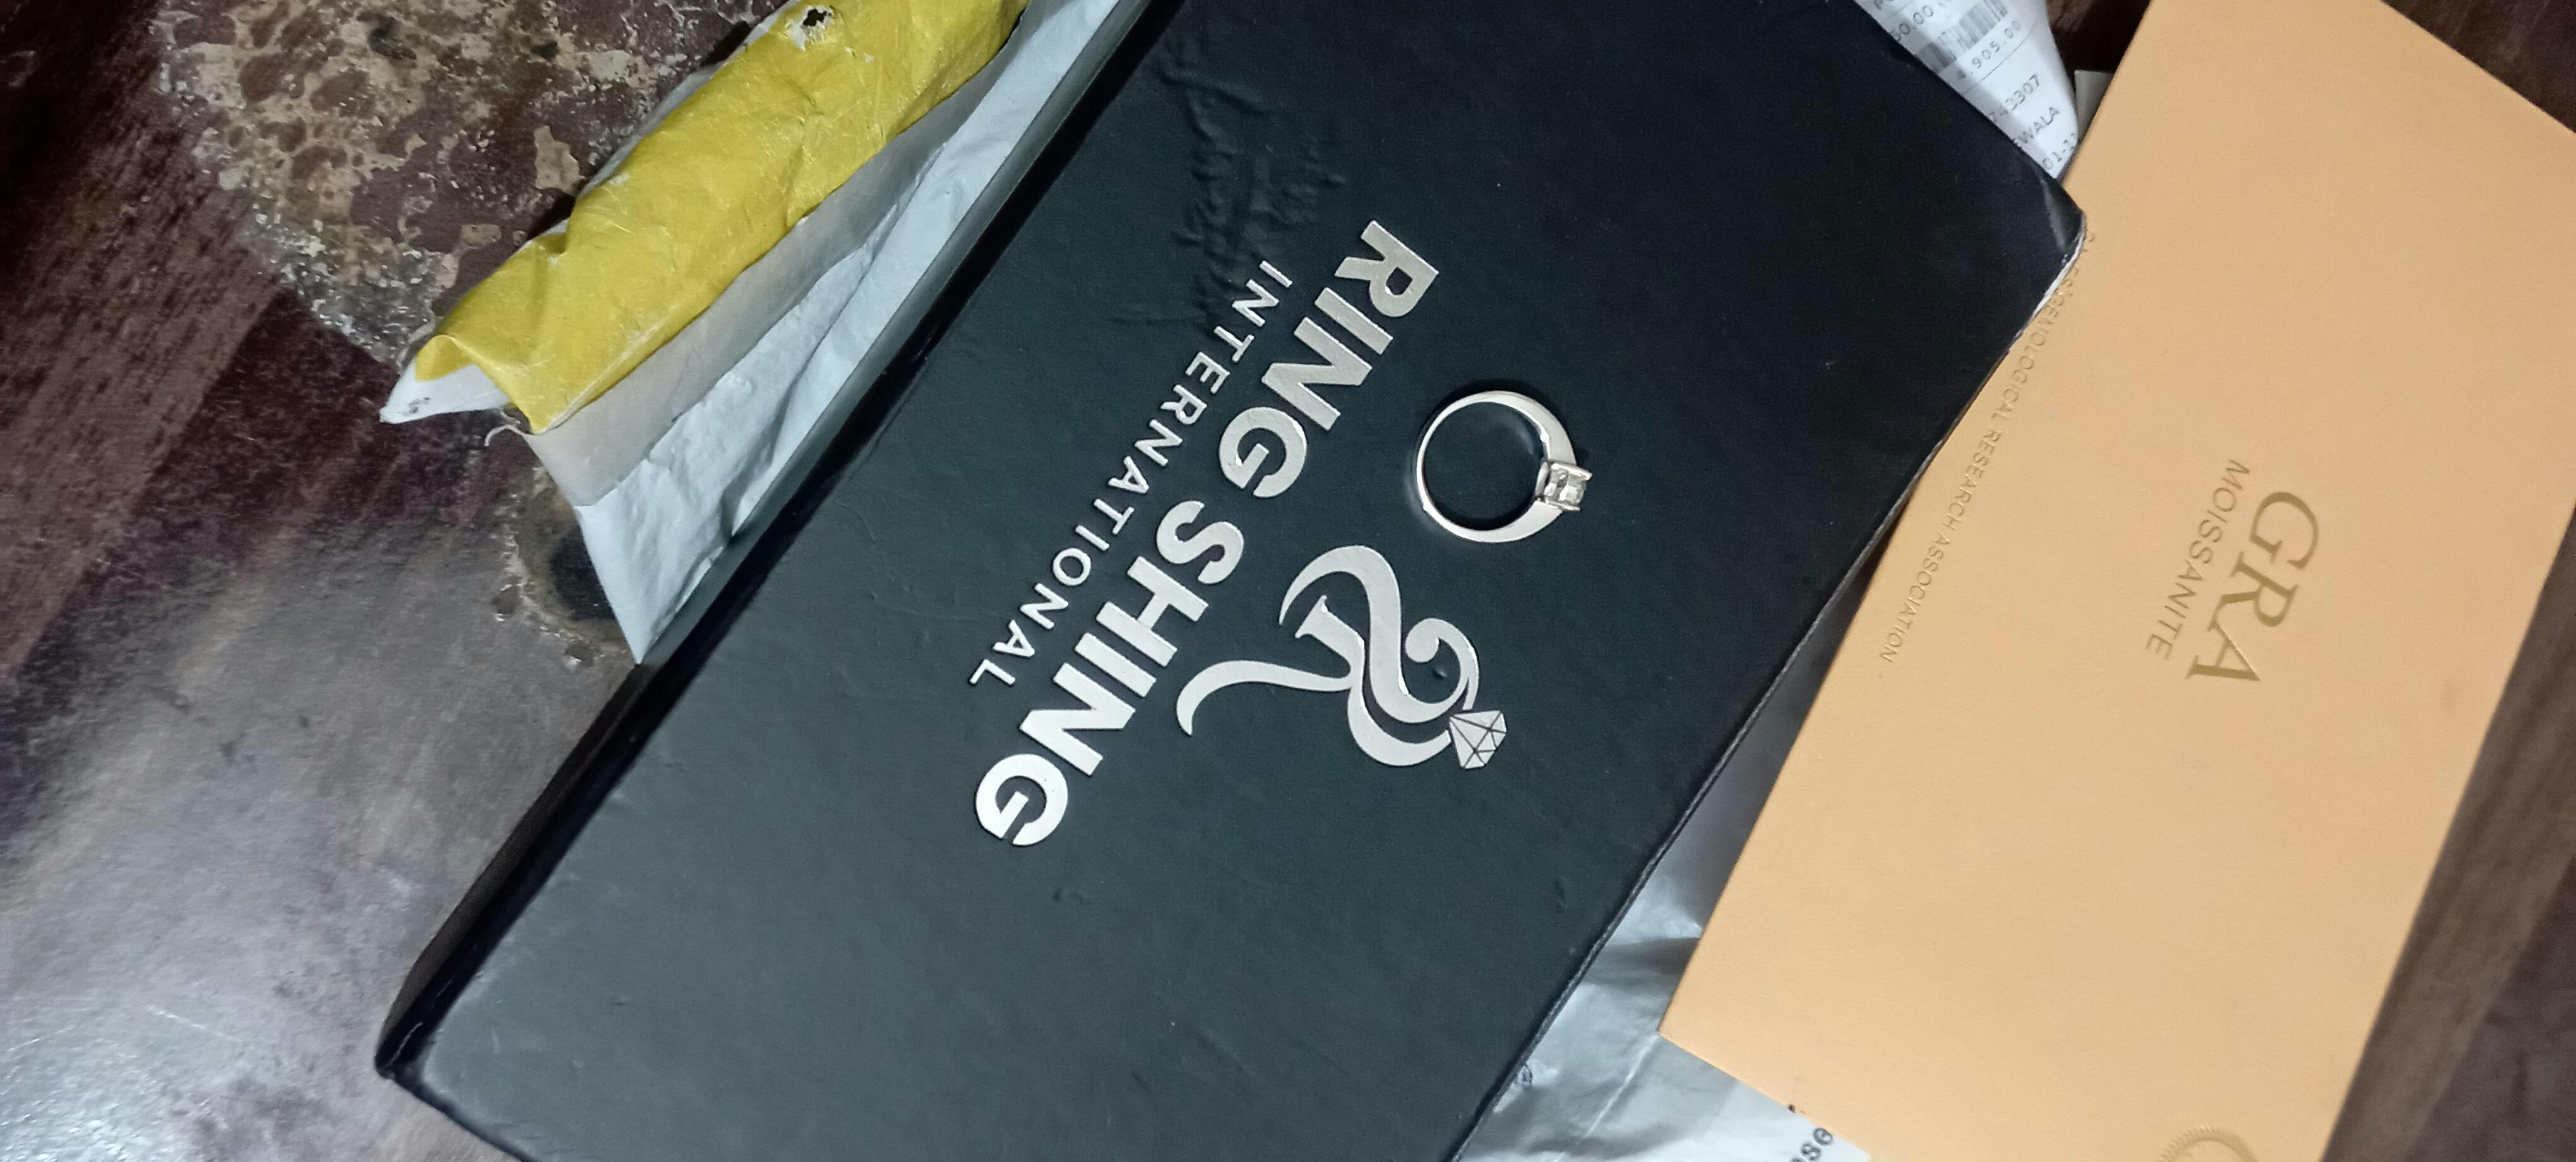 RING SHING
INTERNATIONAL
GRA
MOISSANITE
GEMOLOGICAL RESEARCH ASSOCIATION